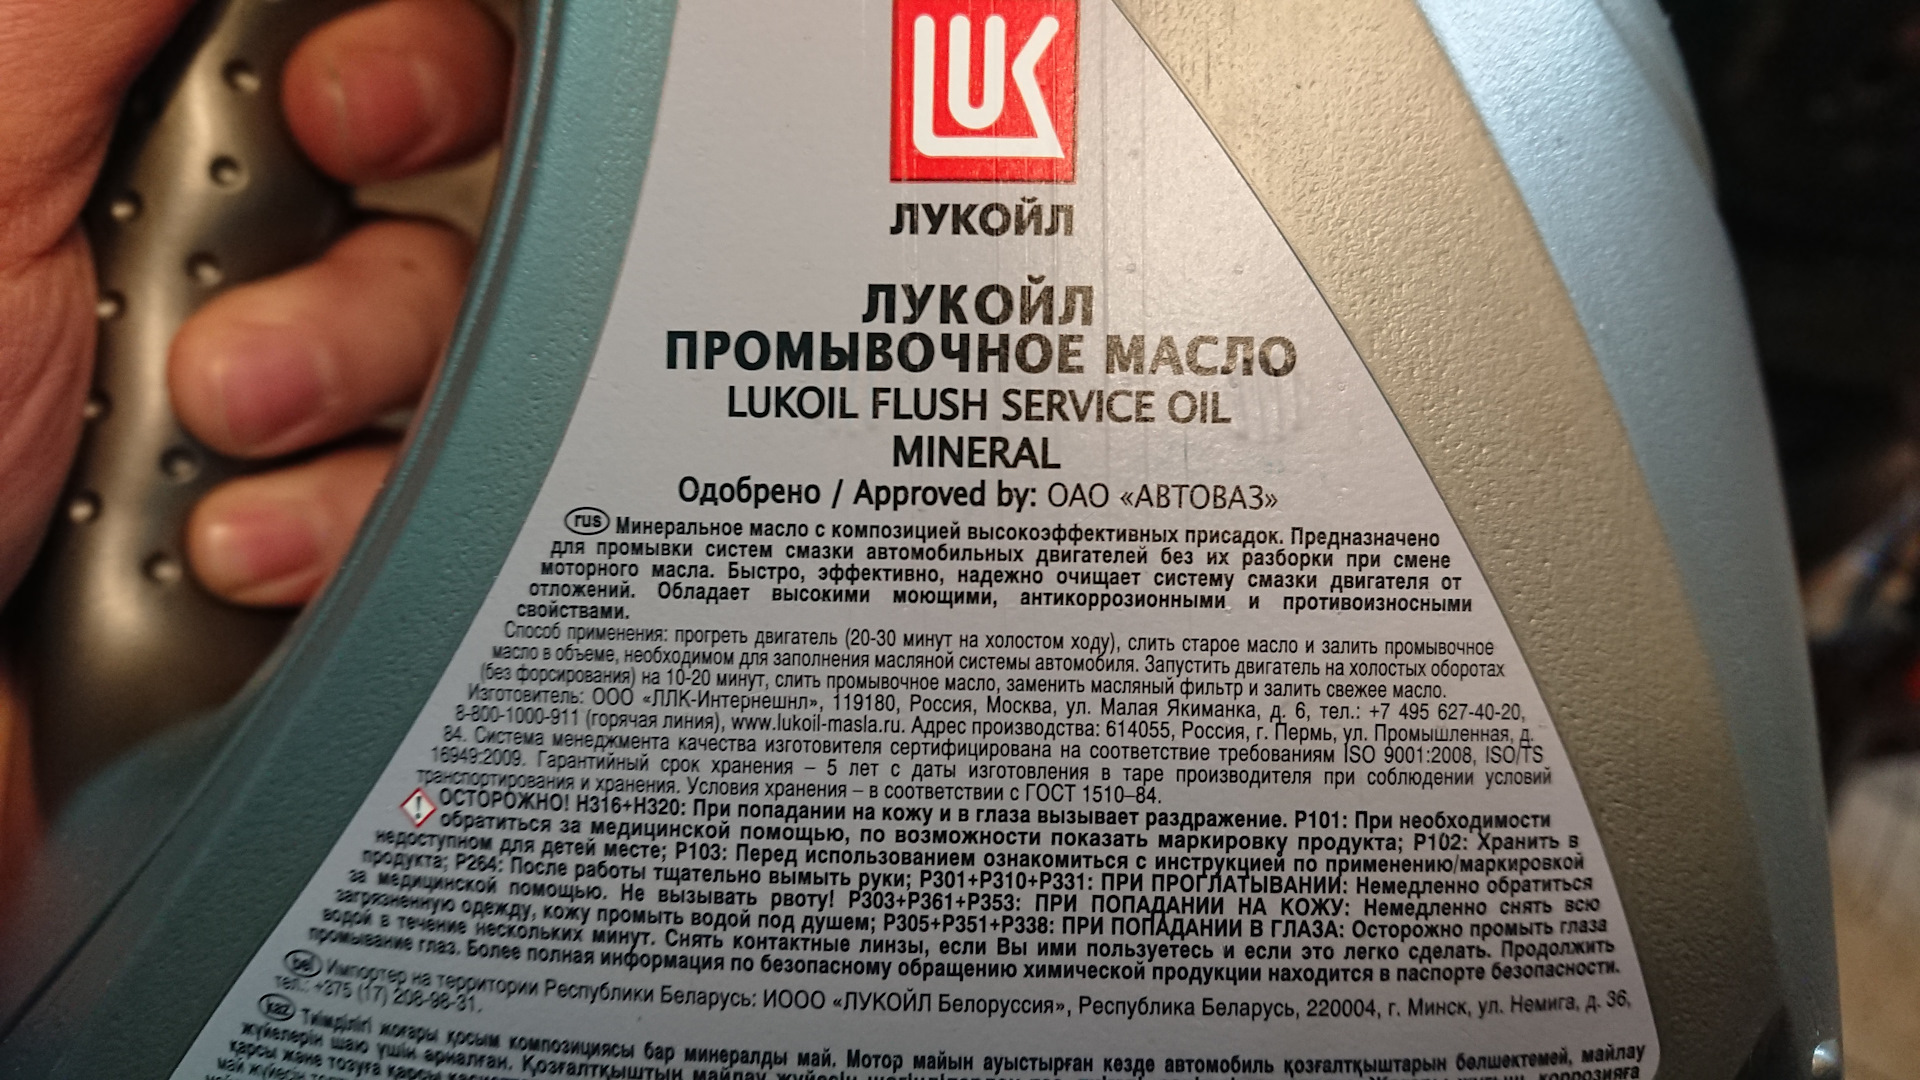 LUK
ЛУКОЙЛ
ЛУКОЙЛ
ПРОМЫВОЧНОЕ МАСЛО
LUKOIL FLUSH SERVICE OIL
MINERAL
Одобрено / Approved by: ОАО «АВТОВАЗ»
rus Минеральное масло с композицией высокоэффективных присадок. Предназначено
для промывки систем смазки автомобильных двигателей без их разборки при смене
моторного масла. Быстро, эффективно, надежно очищает систему смазки двигателя от
отложений. Обладает высокими моющими, антикоррозионными и противоизносными
свойствами.
Способ применения: прогреть двигатель (20-30 минут на холостом ходу), слить старое масло и залить промывочное
масло в объеме, необходимом для заполнения масляной системы автомобиля. Запустить двигатель на холостых оборотах
(без форсирования) на 10-20 минут, слить промывочное масло, заменить масляный фильтр и залить свежее масло.
Изготовитель: ООО «ЛЛК-Интернешнл», 119180, Россия, Москва, ул. Малая Якиманка, д. 6, тел.: +7 495 627-40-20,
8-800-1000-911 (горячая линия), www.lukoil-masla.ru. Адрес производства: 614055, Россия, г. Пермь, ул. Промышленная, д.
84. Система менеджмента качества изготовителя сертифицирована на соответствие требованиям ISO 9001:2008, ISO/TS
16949:2009. Гарантийный срок хранения – 5 лет с даты изготовления в таре производителя при соблюдении условий
транспортирования и хранения. Условия хранения – в соответствии с ГОСТ 1510–84.
ОСТОРОЖНО! H316+H320: При попадании на кожу и в глаза вызывает раздражение. P101: При необходимости
обратиться за медицинской помощью, по возможности показать маркировку продукта; P102: Хранить в
недоступном для детей месте; P103: Перед использованием ознакомиться с инструкцией по применению/маркировкой
продукта; P264: После работы тщательно вымыть руки; P301+P310+P331: ПРИ ПРОГЛАТЫВАНИИ: Немедленно обратиться
за медицинской помощью. Не вызывать рвоту! P303+P361+P353: ПРИ ПОПАДАНИИ НА КОЖУ: Немедленно снять всю
загрязненную одежду, кожу промыть водой под душем; P305+P351+P338: ПРИ ПОПАДАНИИ В ГЛАЗА: Осторожно промыть глаза
водой в течение нескольких минут. Снять контактные линзы, если Вы ими пользуетесь и если это легко сделать. Продолжить
промывание глаз. Более полная информация по безопасному обращению химической продукции находится в паспорте безопасности.
bel Импортер на территории Республики Беларусь: ИООО «ЛУКОЙЛ Белоруссия», Республика Беларусь, 220004, г. Минск, ул. Немига, д. 36,
тел.: +375 (17) 208-98-31.
kaz Тиімділігі жоғары қосым композициясы бар минералды май. Мотор майын ауыстырған кезде автомобиль қозғалтқыштарын бөлшектемей, майлау
жүйелерін шаю үшін арналған. Қозғалтқыштын майлау жүйесін